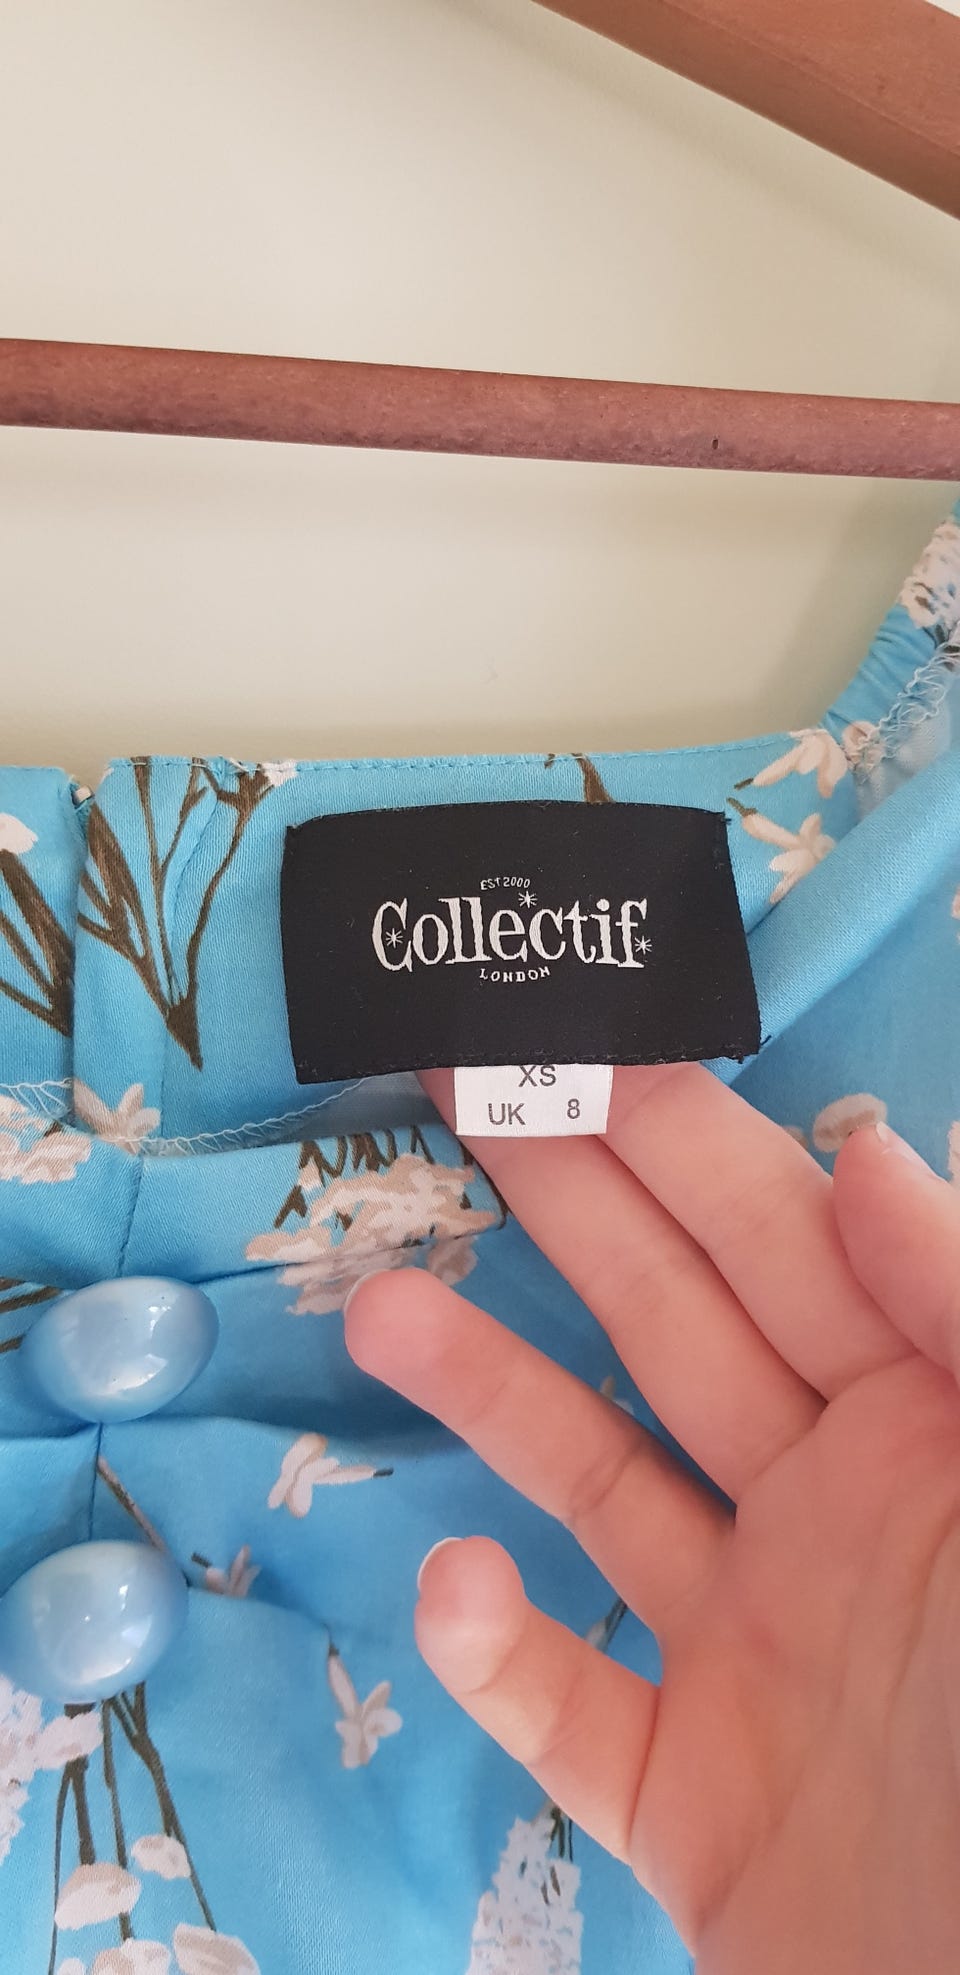 EST 2000
Collectif
LONDON
XS
UK 8